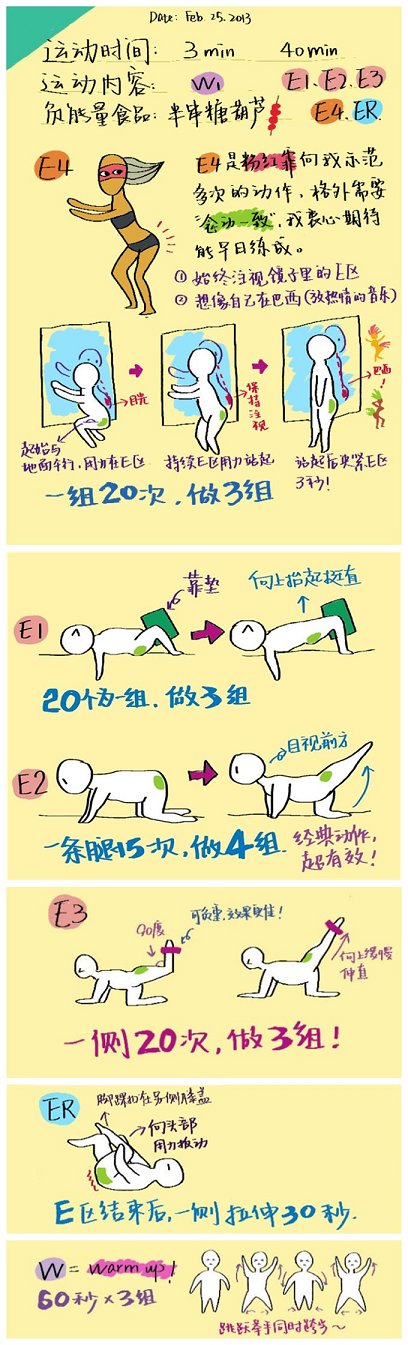 Date: Feb. 25. 2013
运动时间: 3 min 40 min
运动内容: W1 E1. E2. E3
负能量食品: 半串糖葫芦 E4. ER
E4
E4是粉红靠向我示范
多次的动作, 格外需要
"念动一致", 我衷心期待
能早日练成。
① 始终注视镜子里的E区
② 想像自己在巴西(放热情的音乐)
目光
保持注视
巴西!
起始与
地面平行, 用力在E区
持续E区用力站起
站起后夹紧E区
3秒!
一组20次, 做3组
E1
靠垫
向上抬起挺直
20个为一组, 做3组
E2
目视前方
一条腿15次, 做4组.
经典动作,
超有效!
E3
90度
可负重, 效果更佳!
向上缓慢
伸直
一侧20次, 做3组!
ER
脚踝扣在另侧膝盖
向头部
用力扳动
E区结束后, 一侧拉伸30秒.
W = warm up!
60秒×3组
跳跃举手同时跨步~